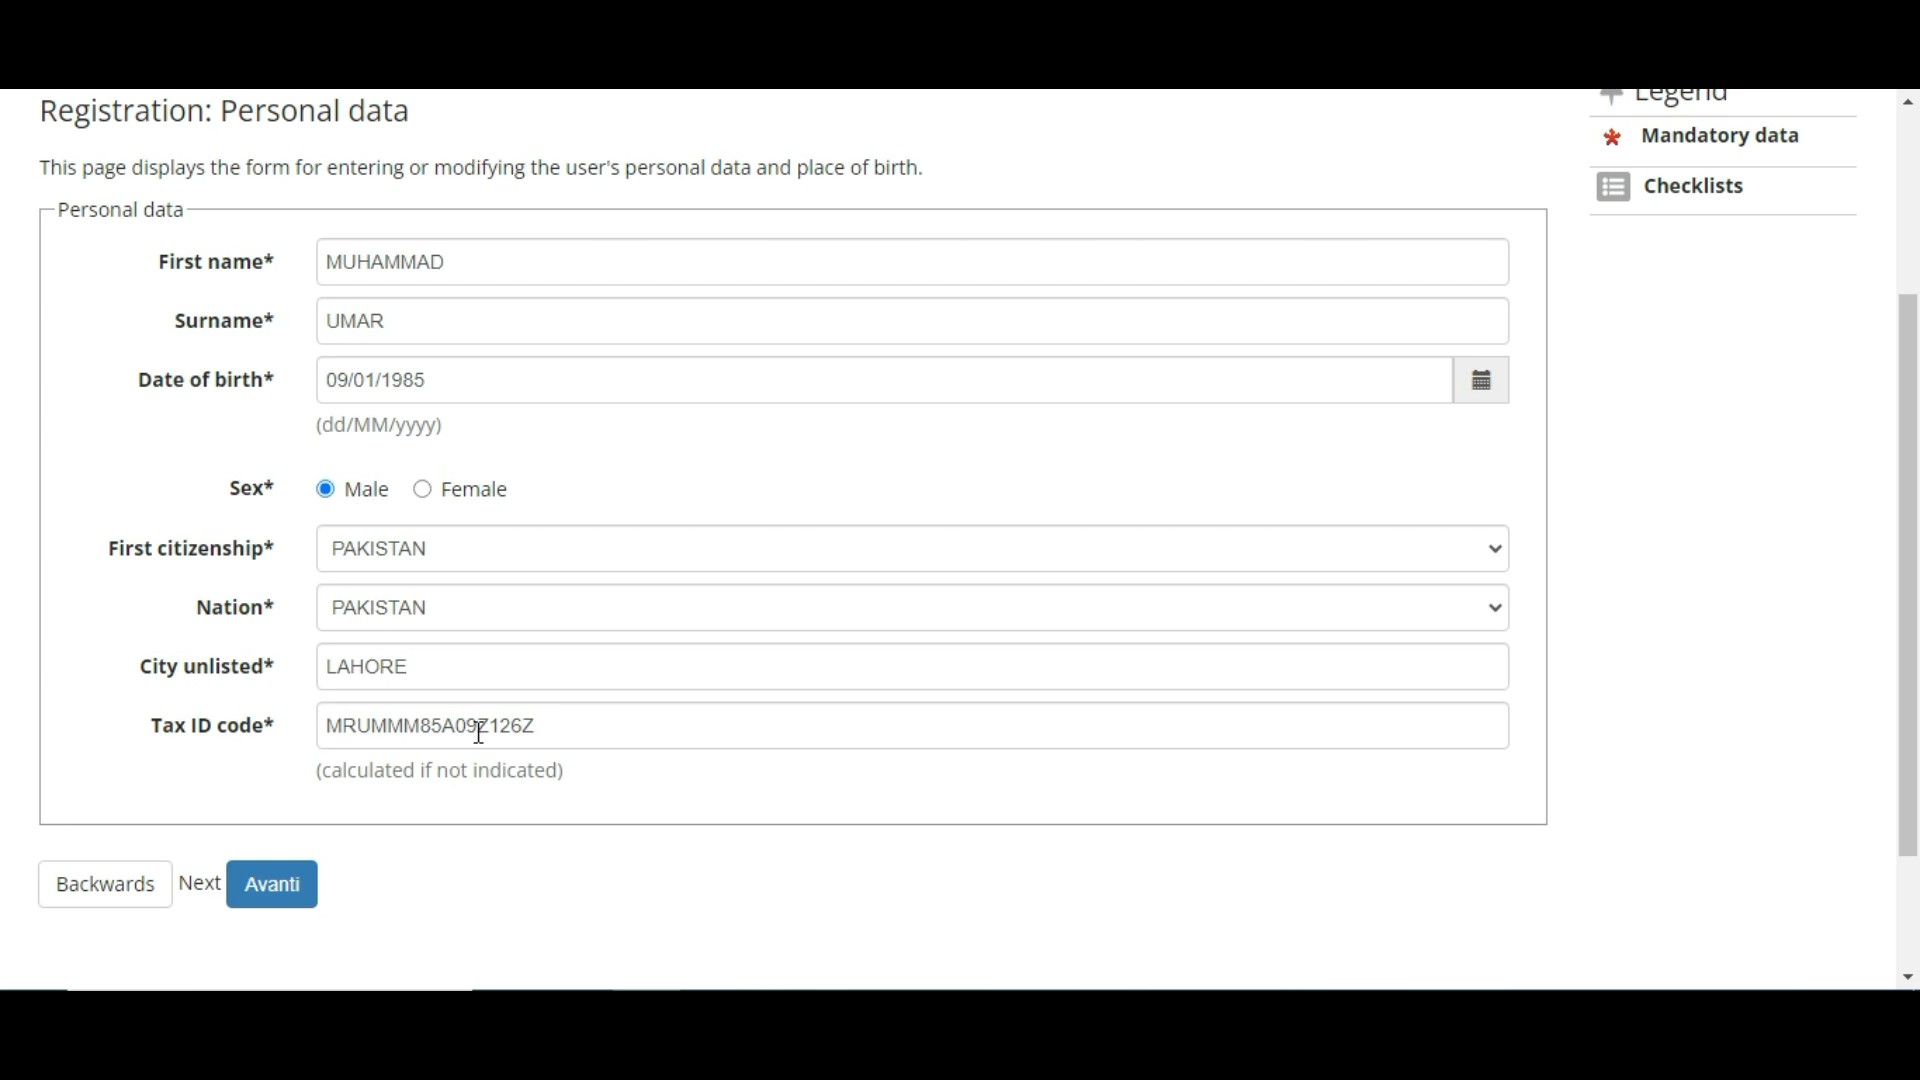 Registration: Personal data
This page displays the form for entering or modifying the user's personal data and place of birth.
Personal data
First name* MUHAMMAD
Surname* UMAR
Date of birth* 09/01/1985
(dd/MM/yyyy)
Sex* Male Female
First citizenship* PAKISTAN
Nation* PAKISTAN
City unlisted* LAHORE
Tax ID code* MRUMMM85A09Z126Z
(calculated if not indicated)
Backwards Next Avanti
Legend
Mandatory data
Checklists